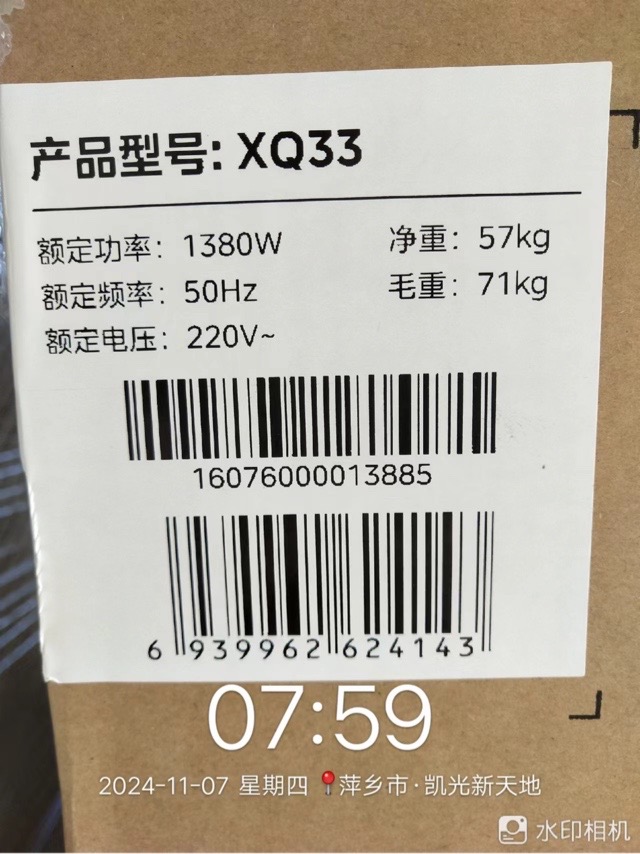 产品型号: XQ33
额定功率: 1380W
净重: 57kg
额定频率: 50Hz
毛重: 71kg
额定电压: 220V~
16076000013885
6 939962 624143
07:59
2024-11-07 星期四 萍乡市·凯光新天地
水印相机